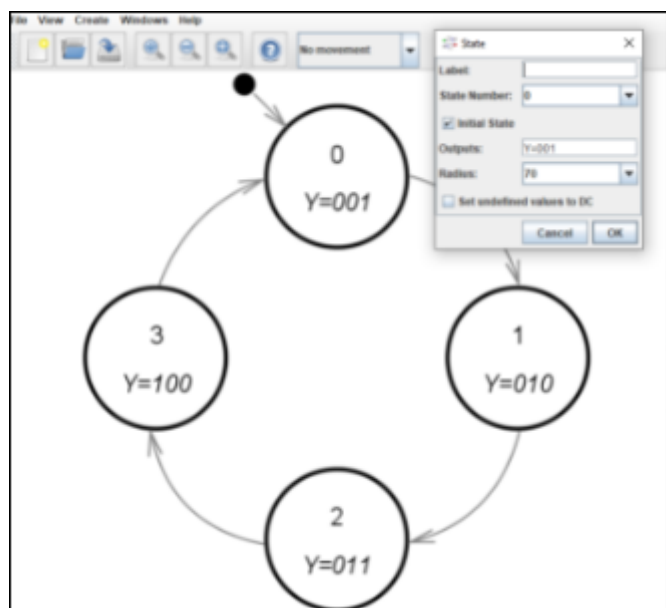 File View Create Windows Help
No movement
State
Label:
State Number: 0
Initial State
Outputs: Y=001
Radius: 70
Set undefined values to DC
Cancel OK
0
Y=001
3
Y=100
1
Y=010
2
Y=011